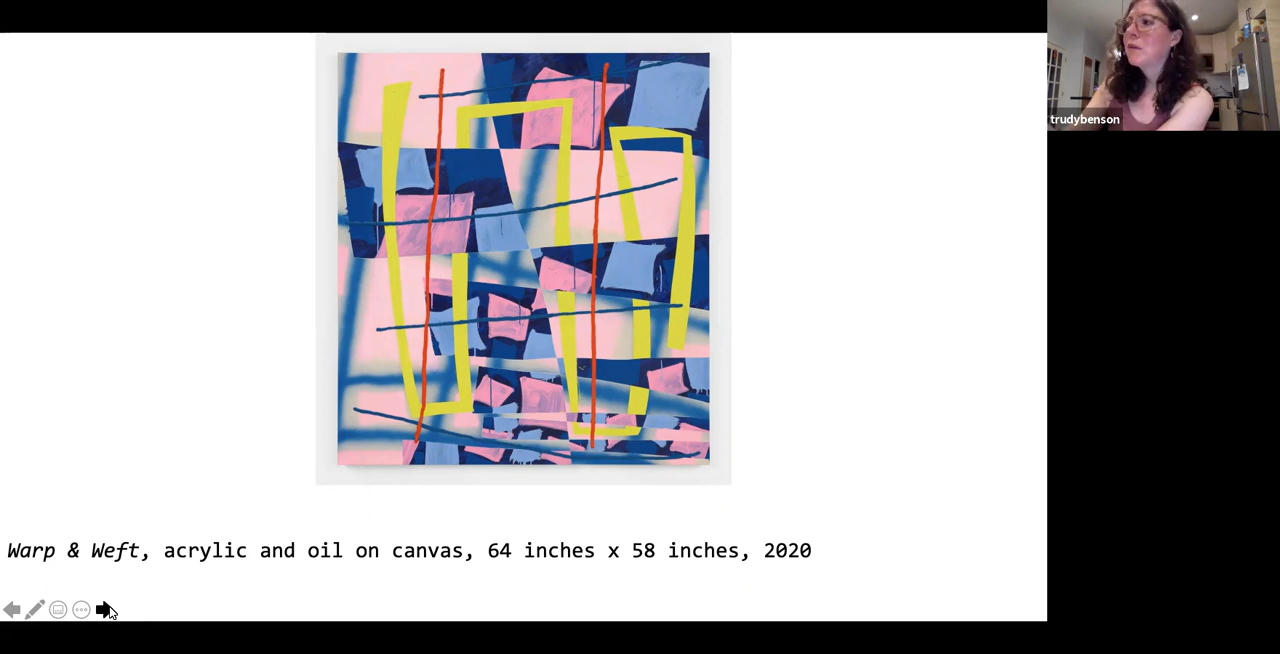 trudybenson
Warp & Weft, acrylic and oil on canvas, 64 inches x 58 inches, 2020